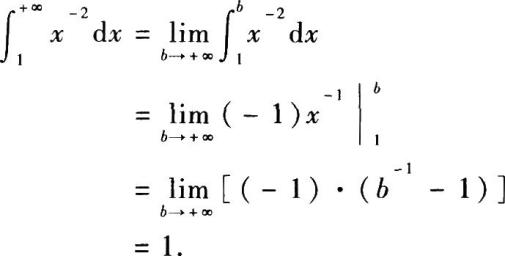 ∫₁^{+∞} x^{-2} dx = lim_{b→+∞} ∫₁^{b} x^{-2} dx
= lim_{b→+∞} (-1) x^{-1} |₁^{b}
= lim_{b→+∞} [(-1) · (b^{-1} - 1)]
= 1.